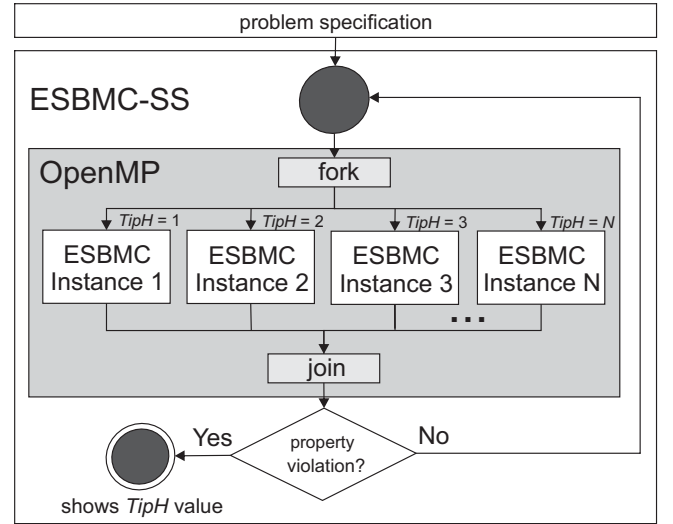 problem specification
ESBMC-SS
OpenMP
fork
TipH = 1
TipH = 2
TipH = 3
TipH = N
ESBMC
Instance 1
ESBMC
Instance 2
ESBMC
Instance 3
ESBMC
Instance N
...
join
property
violation?
Yes
No
shows TipH value